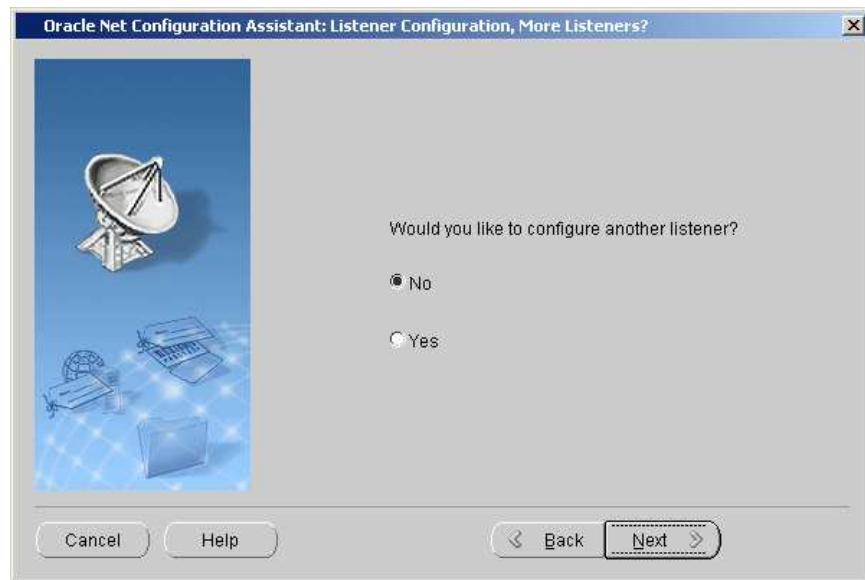 Oracle Net Configuration Assistant: Listener Configuration, More Listeners?
Would you like to configure another listener?
No
Yes
Cancel
Help
Back
Next